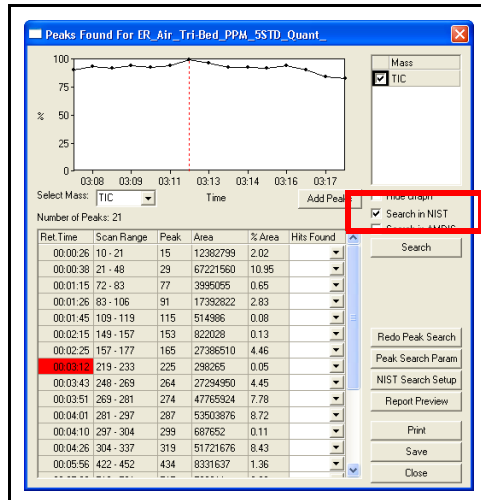 Peaks Found For ER_Air_Tri-Bed_PPM_5STD_Quant_
100
75
50
25
0
%
03:08 03:09 03:11 03:13 03:14 03:16 03:17
Time
Mass
TIC
Select Mass: TIC
Add Peaks
Hide Graph
Search in NIST
Search in AMDIS
Number of Peaks: 21
Search
Ret.Time Scan Range Peak Area % Area Hits Found
00:00:26 10 - 21 15 12382799 2.02
00:00:38 21 - 48 29 67221560 10.95
00:01:15 72 - 83 77 3995055 0.65
00:01:26 83 - 106 91 17392822 2.83
00:01:45 109 - 119 115 514986 0.08
00:02:15 149 - 157 153 822028 0.13
00:02:25 157 - 177 165 27386510 4.46
00:03:12 219 - 233 225 298265 0.05
00:03:43 248 - 269 264 27294950 4.45
00:03:51 269 - 281 274 47765924 7.78
00:04:01 281 - 297 287 53503876 8.72
00:04:10 297 - 304 299 687652 0.11
00:04:26 304 - 337 319 51721676 8.43
00:05:56 422 - 452 434 8331637 1.36
Redo Peak Search
Peak Search Param
NIST Search Setup
Report Preview
Print
Save
Close